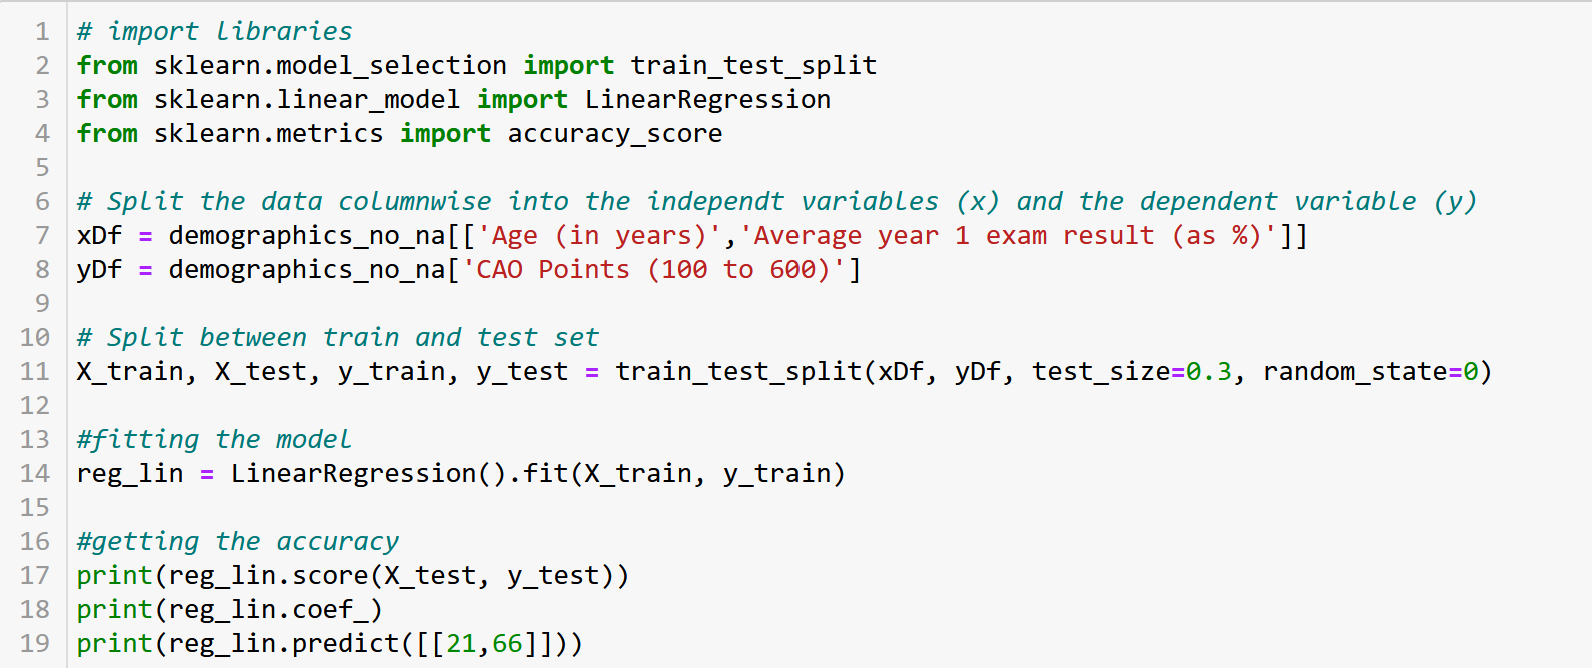 1 # import libraries
2 from sklearn.model_selection import train_test_split
3 from sklearn.linear_model import LinearRegression
4 from sklearn.metrics import accuracy_score
5
6 # Split the data columnwise into the independt variables (x) and the dependent variable (y)
7 xDf = demographics_no_na[['Age (in years)','Average year 1 exam result (as %)']]
8 yDf = demographics_no_na['CAO Points (100 to 600)']
9
10 # Split between train and test set
11 X_train, X_test, y_train, y_test = train_test_split(xDf, yDf, test_size=0.3, random_state=0)
12
13 #fitting the model
14 reg_lin = LinearRegression().fit(X_train, y_train)
15
16 #getting the accuracy
17 print(reg_lin.score(X_test, y_test))
18 print(reg_lin.coef_)
19 print(reg_lin.predict([[21,66]]))